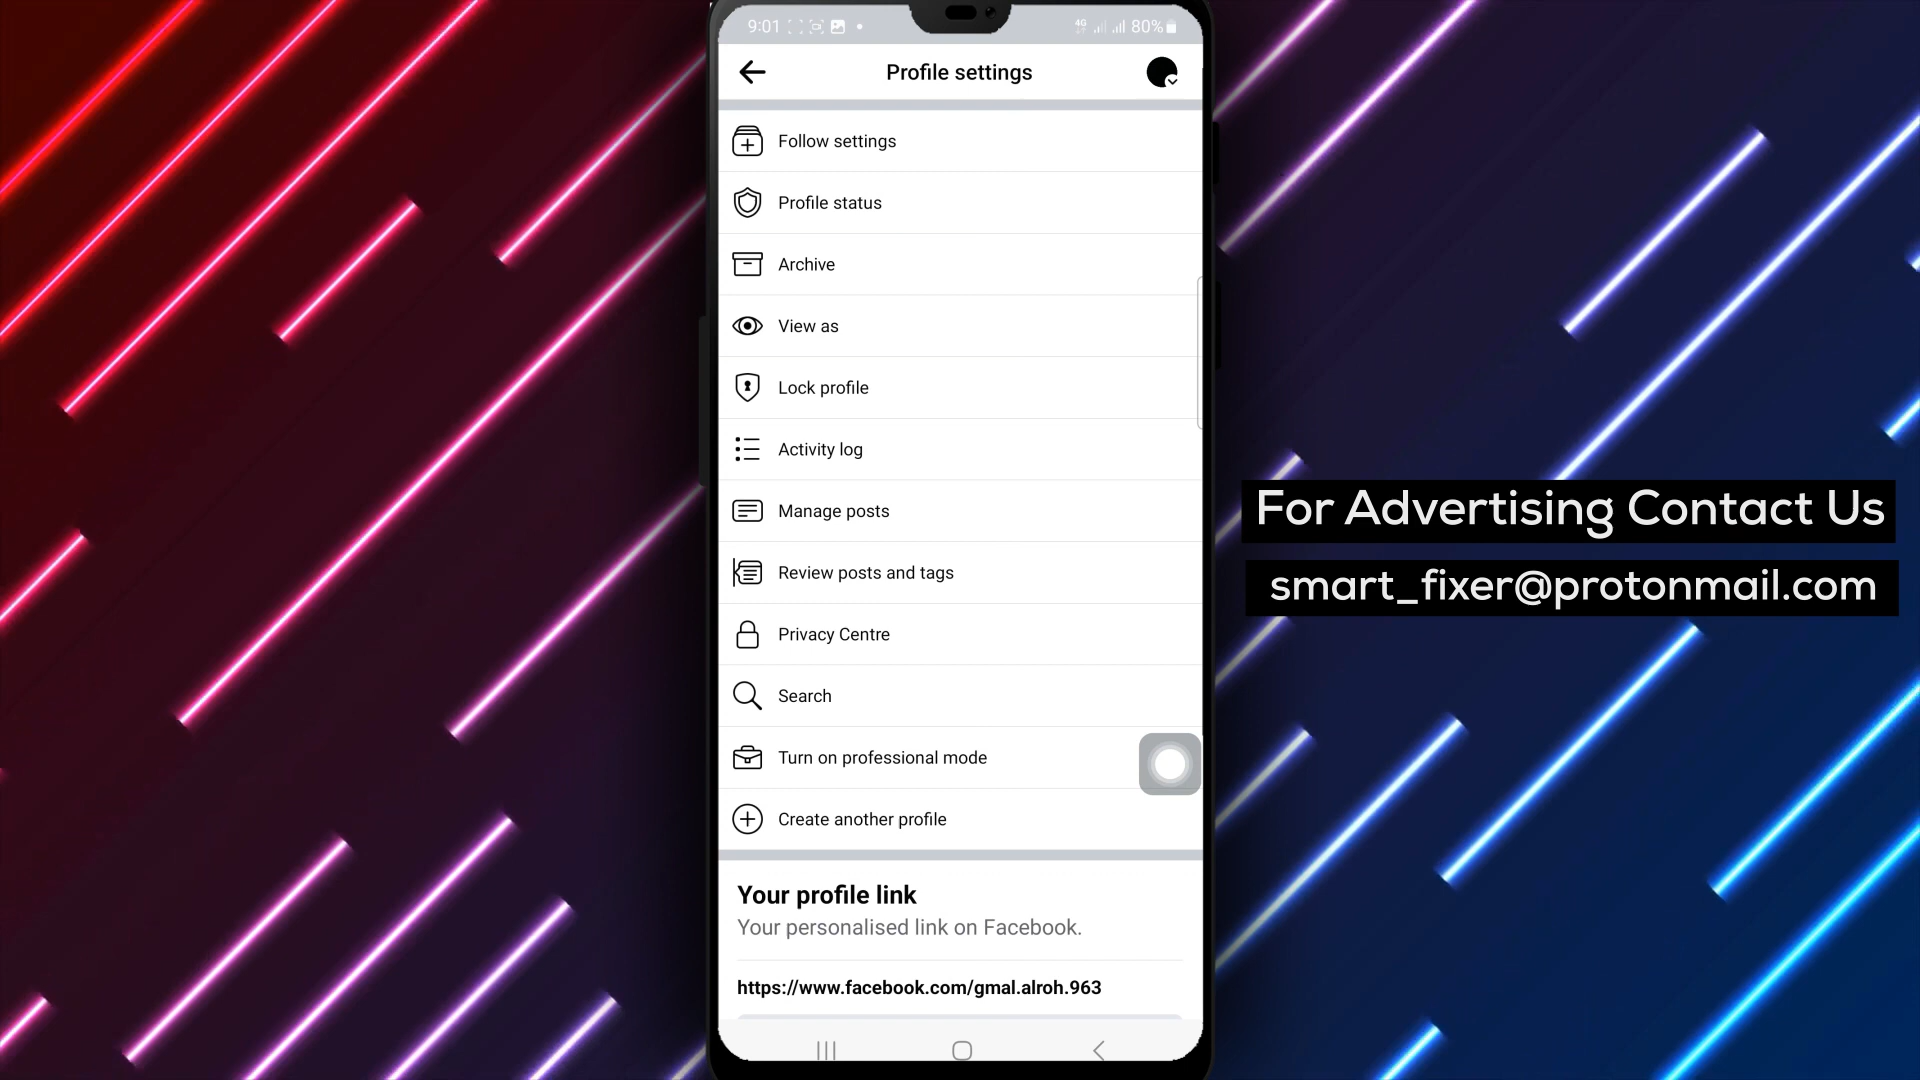 9:01
4G 80%
Profile settings
Follow settings
Profile status
Archive
View as
Lock profile
Activity log
Manage posts
Review posts and tags
Privacy Centre
Search
Turn on professional mode
Create another profile
Your profile link
Your personalised link on Facebook.
https://www.facebook.com/gmal.alroh.963
For Advertising Contact Us
smart_fixer@protonmail.com